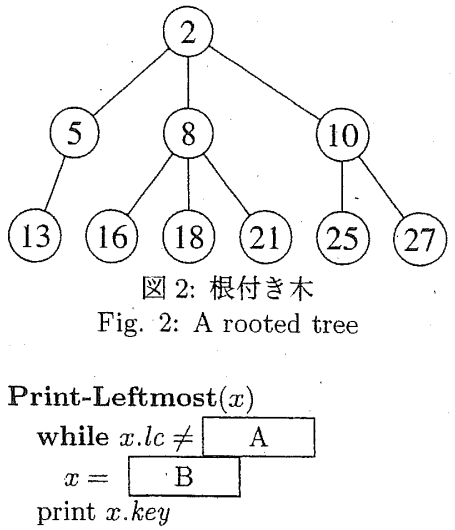 2
5 8 10
13 16 18 21 25 27
図 2: 根付き木
Fig. 2: A rooted tree
Print-Leftmost(x)
while x.lc ≠ A
x = B
print x.key